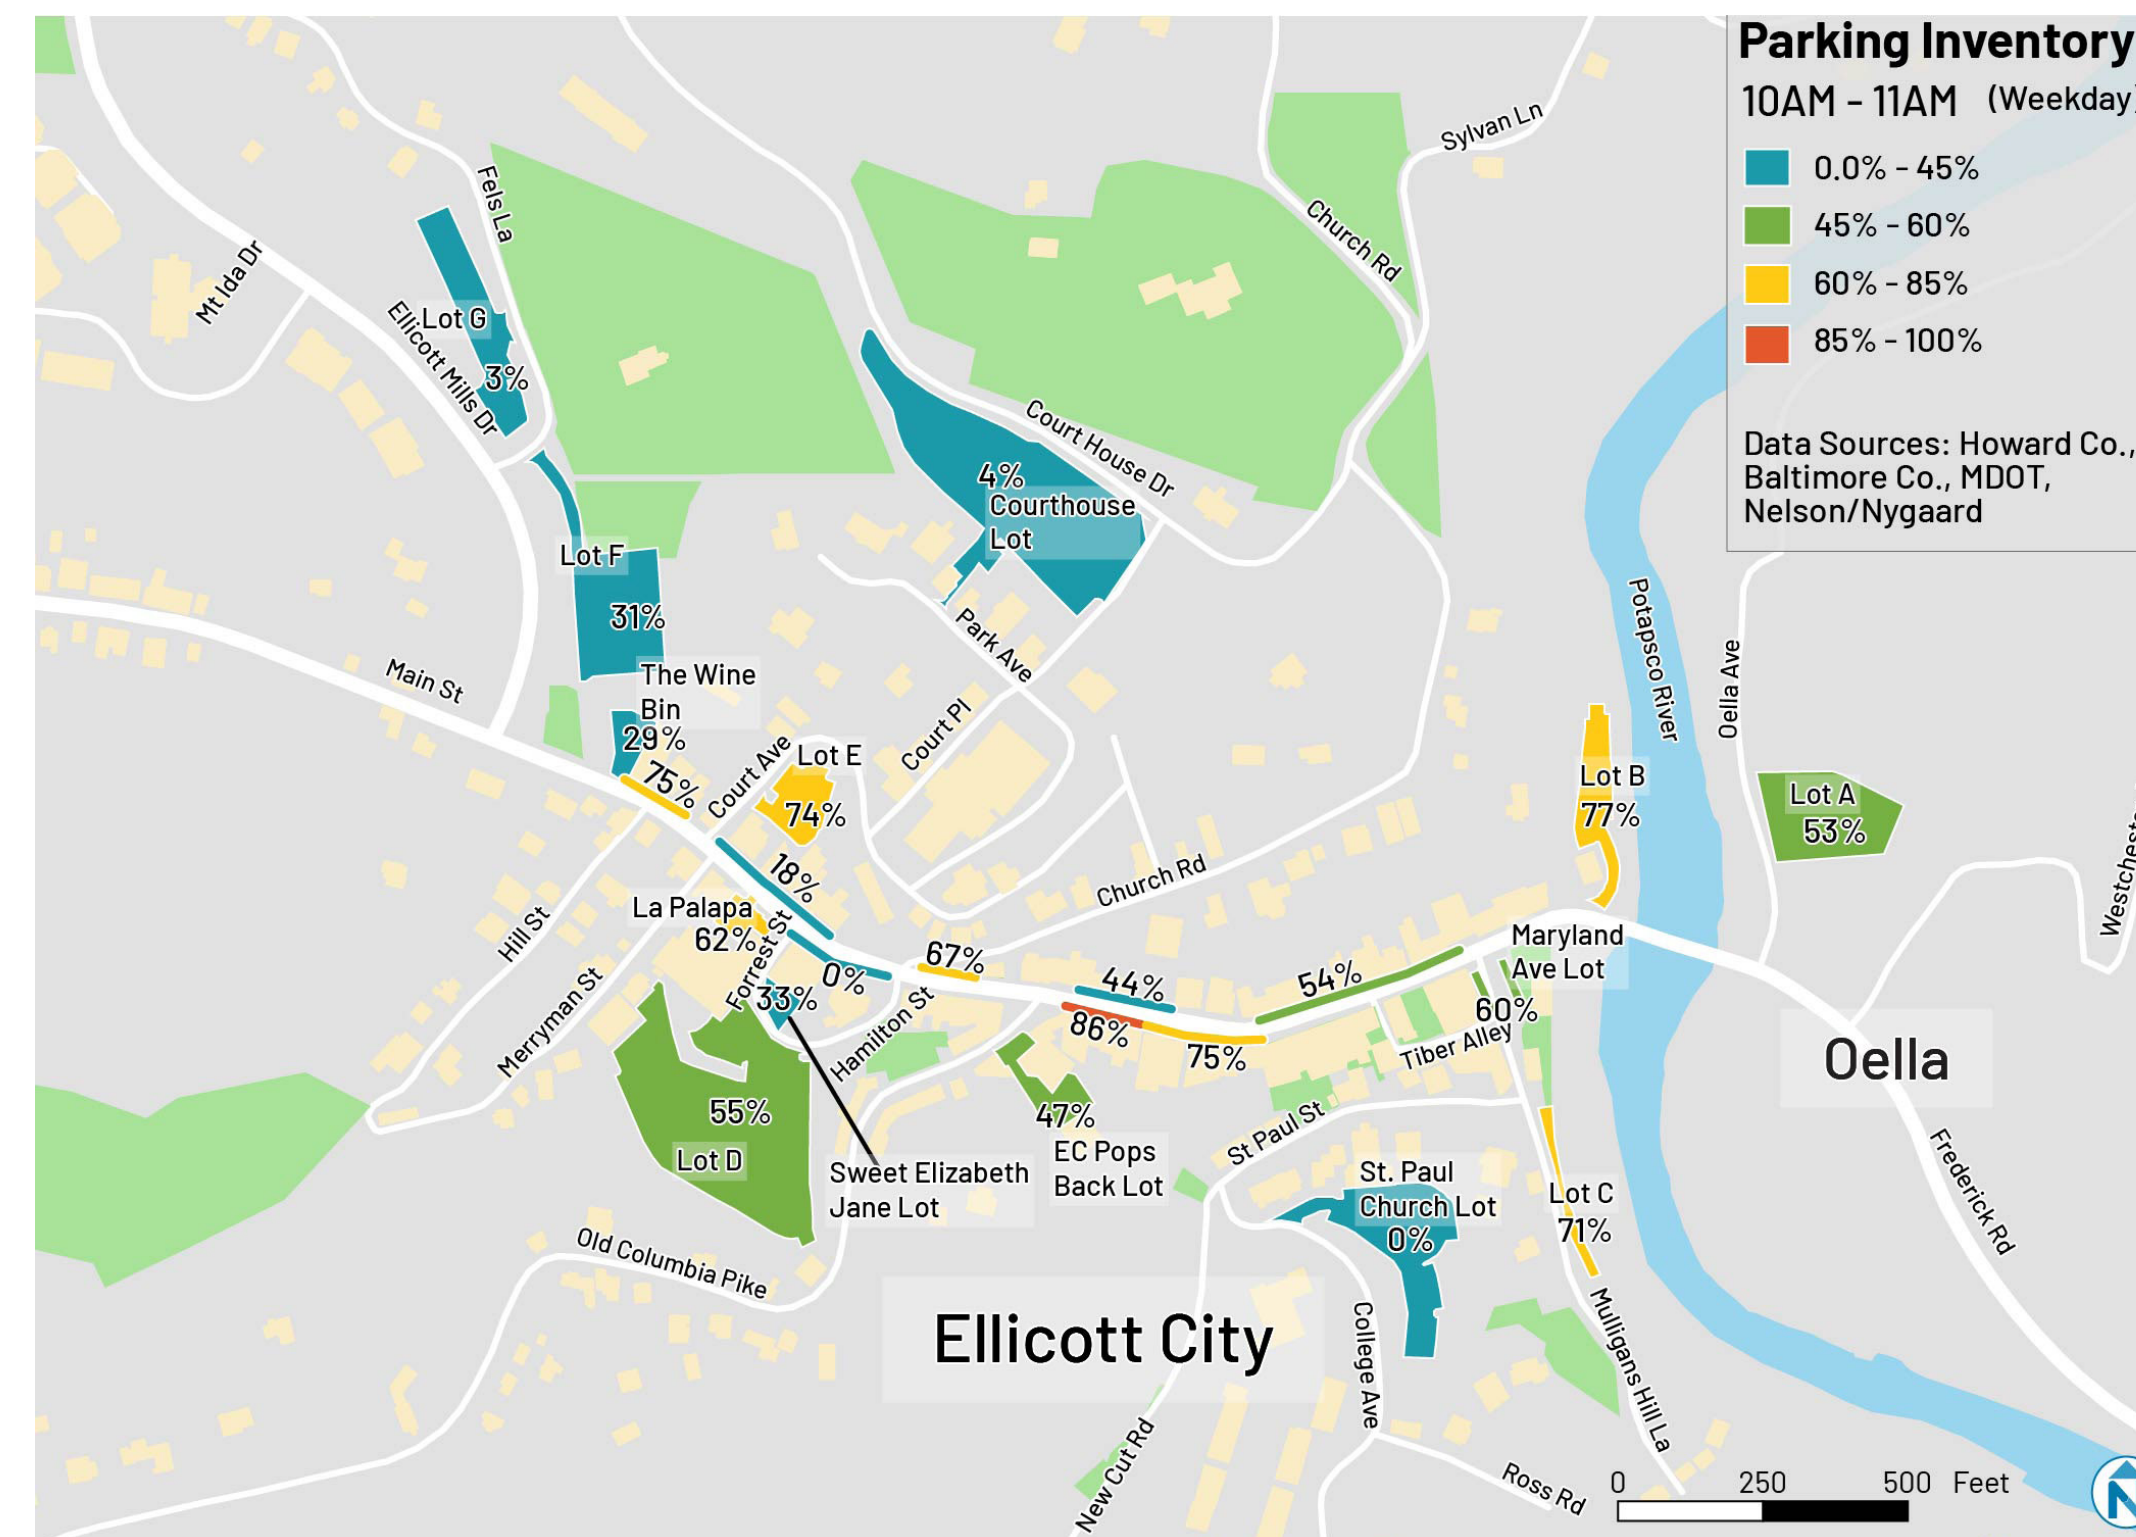 Parking Inventory
10AM - 11AM (Weekday)
0.0% - 45%
45% - 60%
60% - 85%
85% - 100%
Data Sources: Howard Co.,
Baltimore Co., MDOT,
Nelson/Nygaard
Sylvan Ln
Church Rd
Fels La
Mt Ida Dr
Ellicott Mills Dr
Lot G
3%
Court House Dr
4%
Courthouse
Lot
Lot F
31%
Park Ave
Potapsco River
Oella Ave
Main St
The Wine
Bin
29%
75%
Court Ave
Lot E
74%
Court Pl
Lot B
77%
Lot A
53%
Westcheste
18%
Church Rd
La Palapa
62%
Forrest St
Hill St
Merryman St
33%
0%
67%
Hamilton St
44%
86%
75%
54%
Maryland
Ave Lot
60%
Tiber Alley
Oella
55%
Lot D
47%
EC Pops
Back Lot
Sweet Elizabeth
Jane Lot
St Paul St
St. Paul
Church Lot
0%
Lot C
71%
Frederick Rd
Old Columbia Pike
Ellicott City
College Ave
Mulligans Hill La
New Cut Rd
Ross Rd
0 250 500 Feet
N